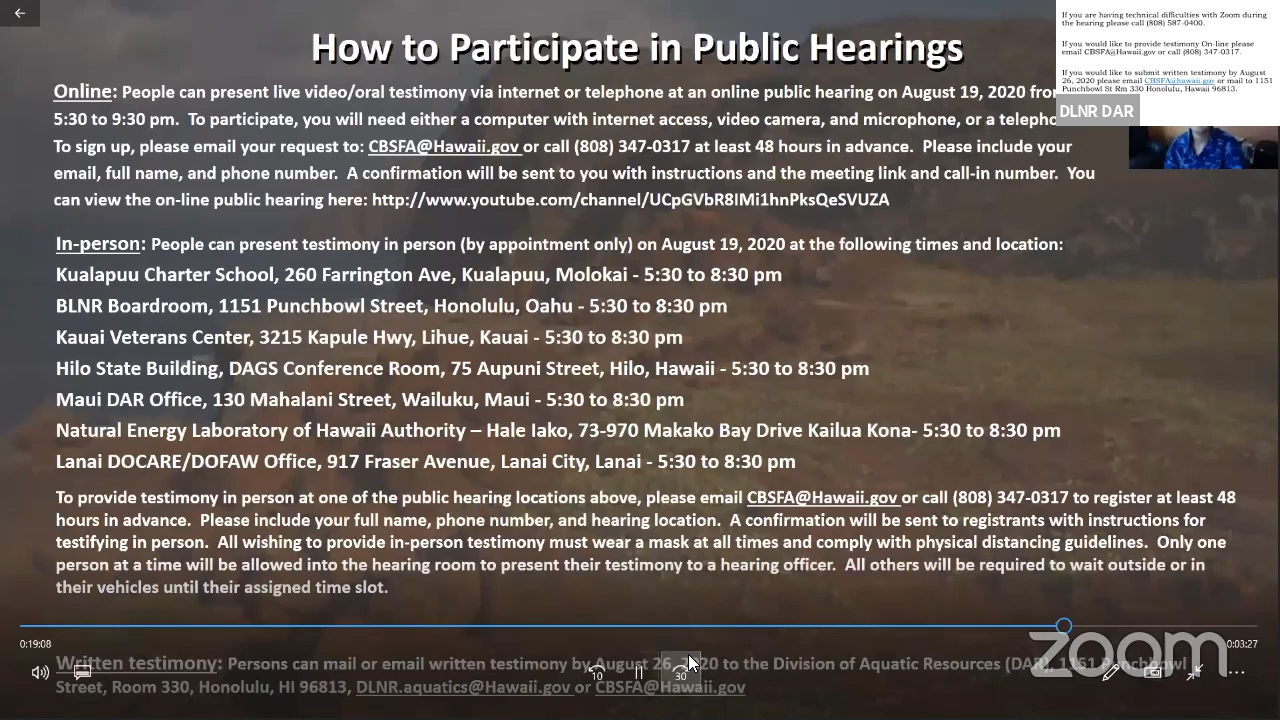 How to Participate in Public Hearings
If you are having technical difficulties with Zoom during
the hearing please call (808) 587-0400.
If you would like to provide testimony On-line please
email CBSFA@Hawaii.gov or call (808) 347-0317.
If you would like to submit written testimony by August
26, 2020 please email CBSFA@hawaii.gov or mail to 1151
Punchbowl St Rm 330 Honolulu, Hawaii 96813.
DLNR DAR
Online: People can present live video/oral testimony via internet or telephone at an online public hearing on August 19, 2020
5:30 to 9:30 pm. To participate, you will need either a computer with internet access, video camera, and microphone, or a
To sign up, please email your request to: CBSFA@Hawaii.gov or call (808) 347-0317 at least 48 hours in advance. Please include your
email, full name, and phone number. A confirmation will be sent to you with instructions and the meeting link and call-in number. You
can view the on-line public hearing here: http://www.youtube.com/channel/UCpGVbR8IMi1hnPksQeSVUZA
In-person: People can present testimony in person (by appointment only) on August 19, 2020 at the following times and location:
Kualapuu Charter School, 260 Farrington Ave, Kualapuu, Molokai - 5:30 to 8:30 pm
BLNR Boardroom, 1151 Punchbowl Street, Honolulu, Oahu - 5:30 to 8:30 pm
Kauai Veterans Center, 3215 Kapule Hwy, Lihue, Kauai - 5:30 to 8:30 pm
Hilo State Building, DAGS Conference Room, 75 Aupuni Street, Hilo, Hawaii - 5:30 to 8:30 pm
Maui DAR Office, 130 Mahalani Street, Wailuku, Maui - 5:30 to 8:30 pm
Natural Energy Laboratory of Hawaii Authority – Hale Iako, 73-970 Makako Bay Drive Kailua Kona- 5:30 to 8:30 pm
Lanai DOCARE/DOFAW Office, 917 Fraser Avenue, Lanai City, Lanai - 5:30 to 8:30 pm
To provide testimony in person at one of the public hearing locations above, please email CBSFA@Hawaii.gov or call (808) 347-0317 to register at least 48
hours in advance. Please include your full name, phone number, and hearing location. A confirmation will be sent to registrants with instructions for
testifying in person. All wishing to provide in-person testimony must wear a mask at all times and comply with physical distancing guidelines. Only one
person at a time will be allowed into the hearing room to present their testimony to a hearing officer. All others will be required to wait outside or in
their vehicles until their assigned time slot.
0:19:08
0:03:27
zoom
Written testimony: Persons can mail or email written testimony by August 26, 2020 to the Division of Aquatic Resources (DAR), 1151 Punchbowl
Street, Room 330, Honolulu, HI 96813, DLNR.aquatics@Hawaii.gov or CBSFA@Hawaii.gov
10
30